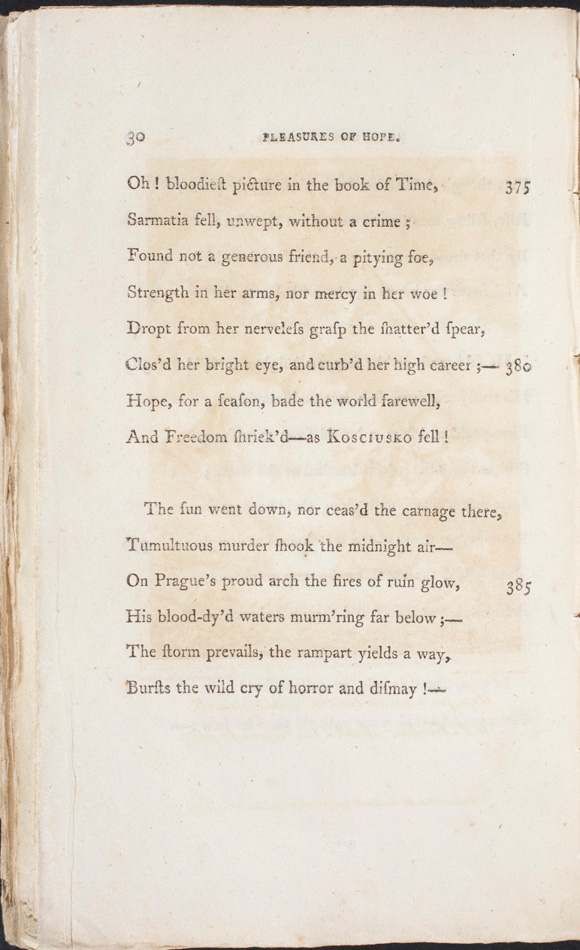 30 PLEASURES OF HOPE.
Oh ! bloodieſt picture in the book of Time, 375
Sarmatia fell, unwept, without a crime ;
Found not a generous friend, a pitying foe,
Strength in her arms, nor mercy in her woe !
Dropt from her nerveleſs graſp the ſhatter'd ſpear,
Clos'd her bright eye, and curb'd her high career ;— 380
Hope, for a ſeaſon, bade the world farewell,
And Freedom ſhriek'd—as KOSCIUSKO fell !
The ſun went down, nor ceas'd the carnage there,
Tumultuous murder ſhook the midnight air—
On Prague's proud arch the fires of ruin glow, 385
His blood-dy'd waters murm'ring far below ;—
The ſtorm prevails, the rampart yields a way,
Burſts the wild cry of horror and diſmay !—